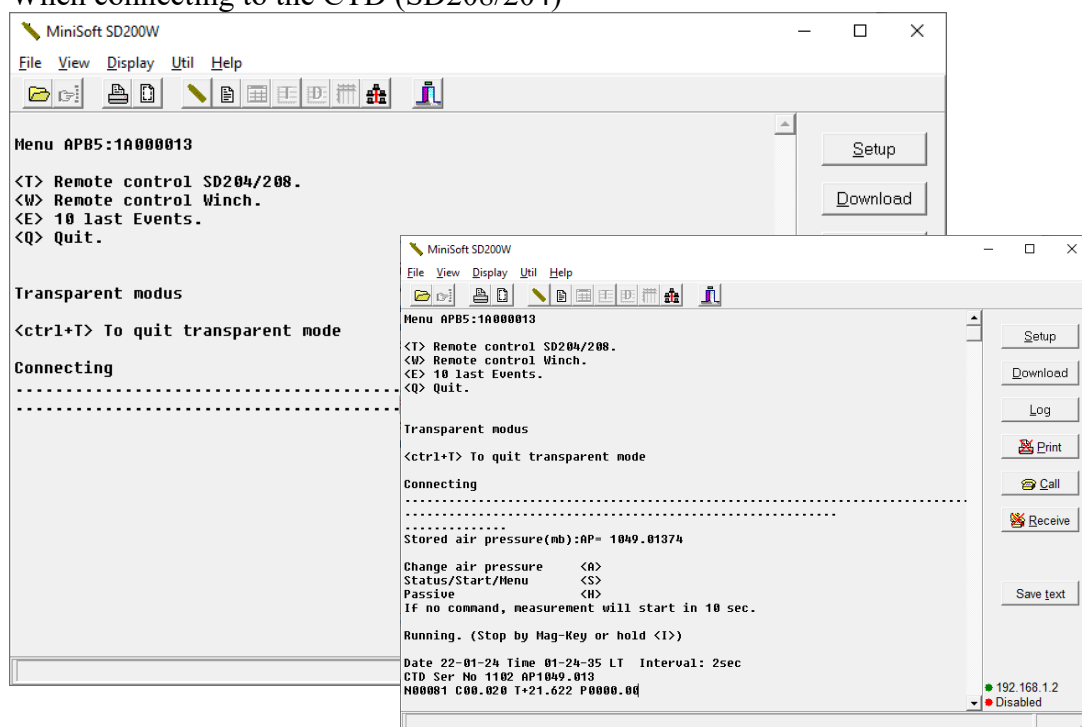 When connecting to the CTD (SD208/204)
MiniSoft SD200W
File View Display Util Help
Menu APB5:1A000013
<T> Remote control SD204/208.
<W> Remote control Winch.
<E> 10 last Events.
<Q> Quit.
Transparent modus
<ctrl+T> To quit transparent mode
Connecting
.......................................
.......................................
Setup
Download
MiniSoft SD200W
File View Display Util Help
Menu APB5:1A000013
<T> Remote control SD204/208.
<W> Remote control Winch.
<E> 10 last Events.
<Q> Quit.
Transparent modus
<ctrl+T> To quit transparent mode
Connecting
.............................................................................
...........................................................
..............
Stored air pressure(mb):AP= 1049.01374
Change air pressure <A>
Status/Start/Menu <S>
Passive <H>
If no command, measurement will start in 10 sec.
Running. (Stop by Mag-Key or hold <I>)
Date 22-01-24 Time 01-24-35 LT Interval: 2sec
CTD Ser No 1102 AP1049.013
N00081 C00.020 T+21.622 P0000.00
Setup
Download
Log
Print
Call
Receive
Save text
192.168.1.2
Disabled